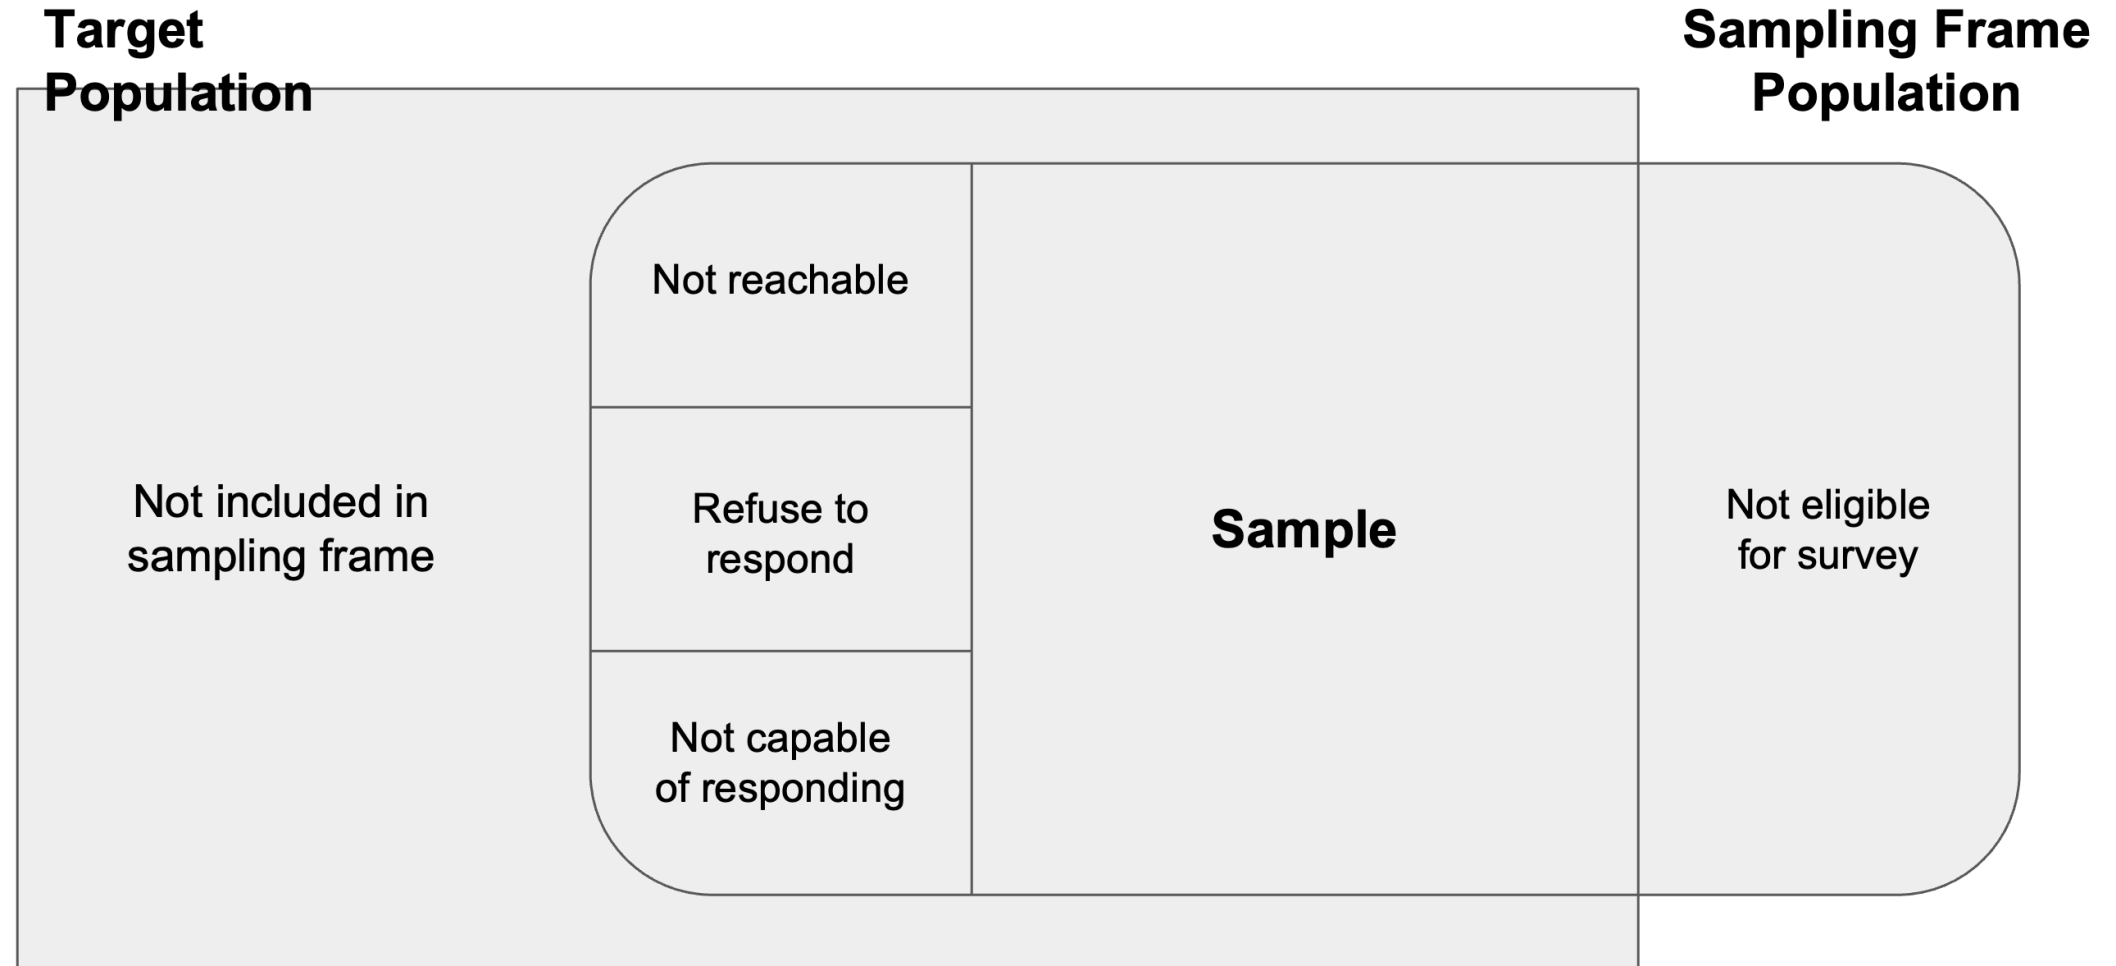 Target
Population
Sampling Frame
Population
Not included in
sampling frame
Not reachable
Refuse to
respond
Not capable
of responding
Sample
Not eligible
for survey